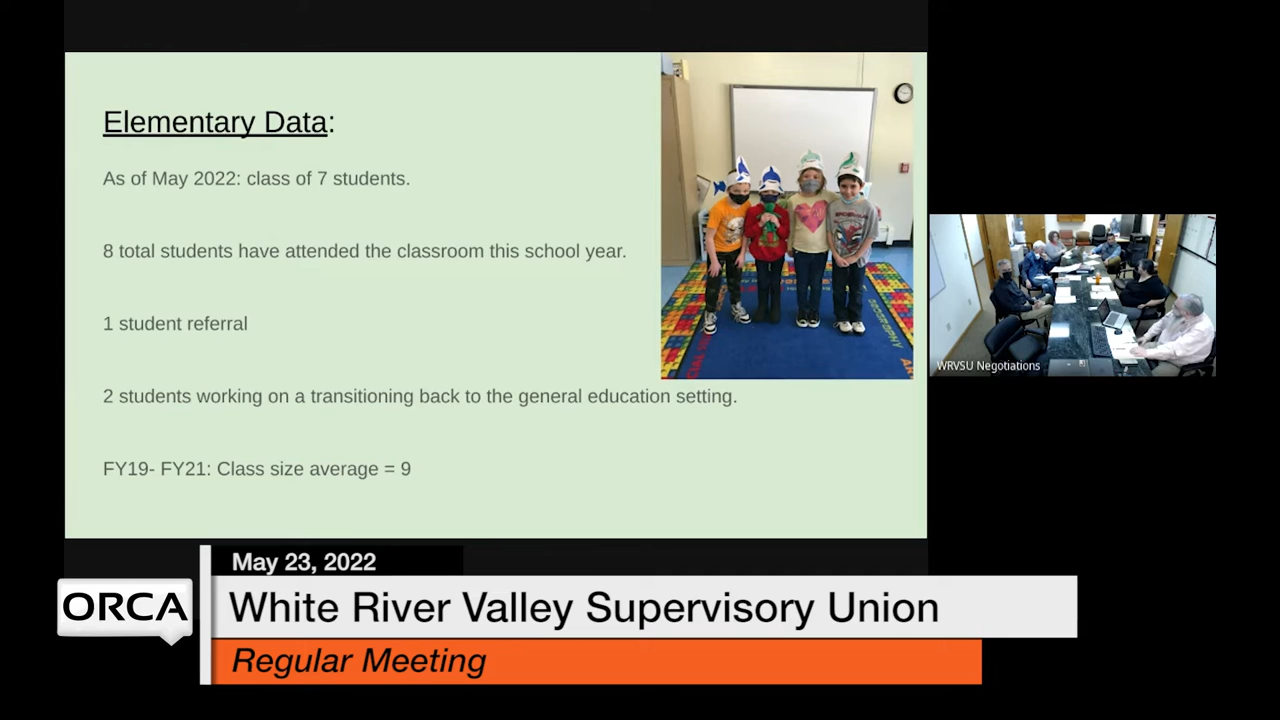 Elementary Data:
As of May 2022: class of 7 students.
8 total students have attended the classroom this school year.
1 student referral
2 students working on a transitioning back to the general education setting.
FY19- FY21: Class size average = 9
WRVSU Negotiations
May 23, 2022
ORCA
White River Valley Supervisory Union
Regular Meeting